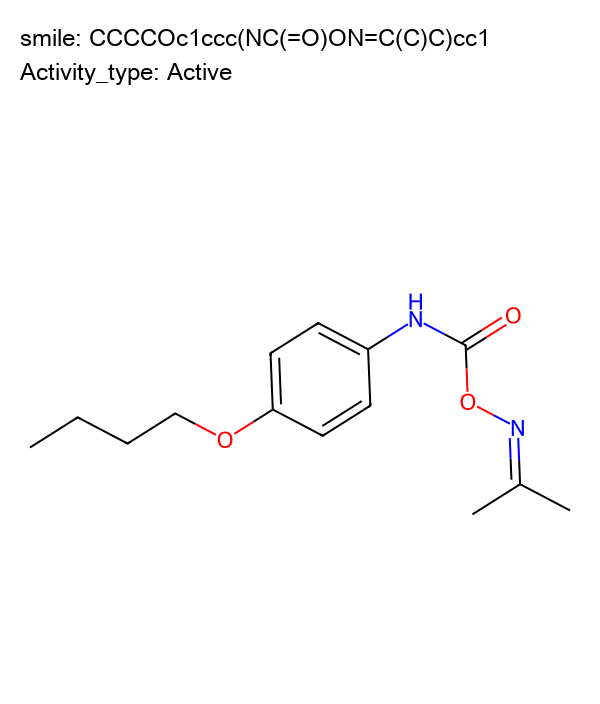 smile: CCCCOc1ccc(NC(=O)ON=C(C)C)cc1
Activity_type: Active
H
N
O
O
N
O